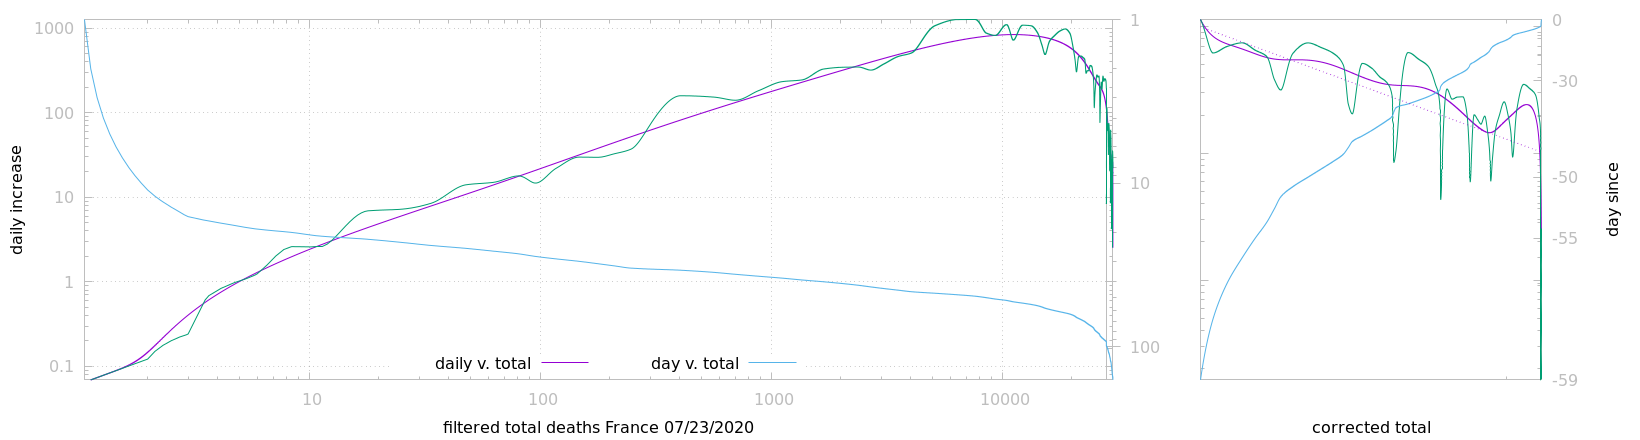 1000
100
10
1
0.1
daily increase
10
100
1000
10000
1
10
100
daily v. total
day v. total
filtered total deaths France 07/23/2020
0
-30
-50
-55
-59
day since
corrected total